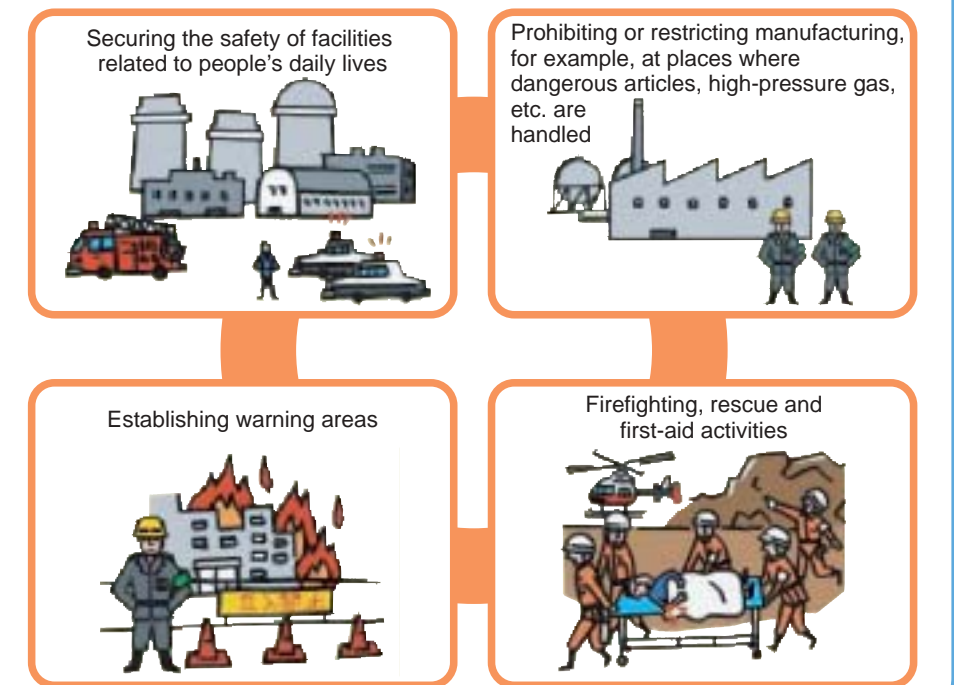 Securing the safety of facilities
related to people's daily lives
Prohibiting or restricting manufacturing,
for example, at places where
dangerous articles, high-pressure gas,
etc. are
handled
Establishing warning areas
Firefighting, rescue and
first-aid activities